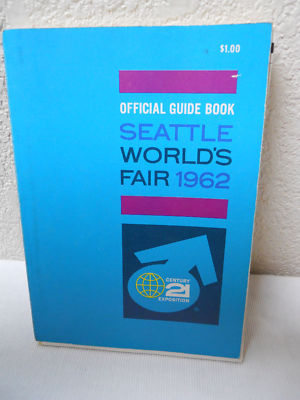 $1.00
OFFICIAL GUIDE BOOK
SEATTLE
WORLD'S
FAIR 1962
CENTURY
21
EXPOSITION
®